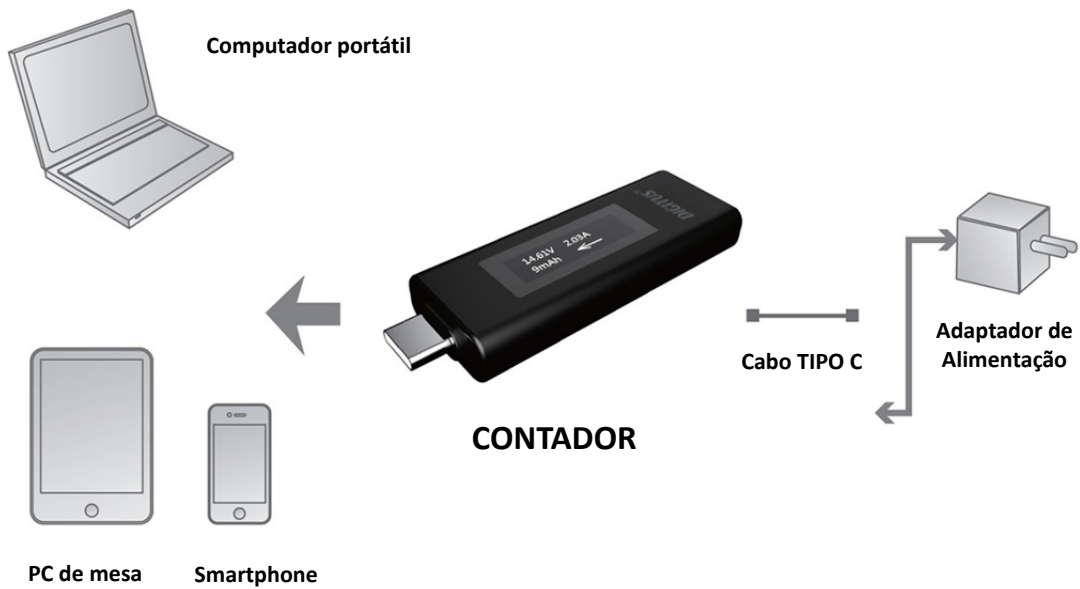 Computador portátil
DIGITUS
14.61V 2.03A
9mAh
Adaptador de
Alimentação
Cabo TIPO C
CONTADOR
PC de mesa
Smartphone